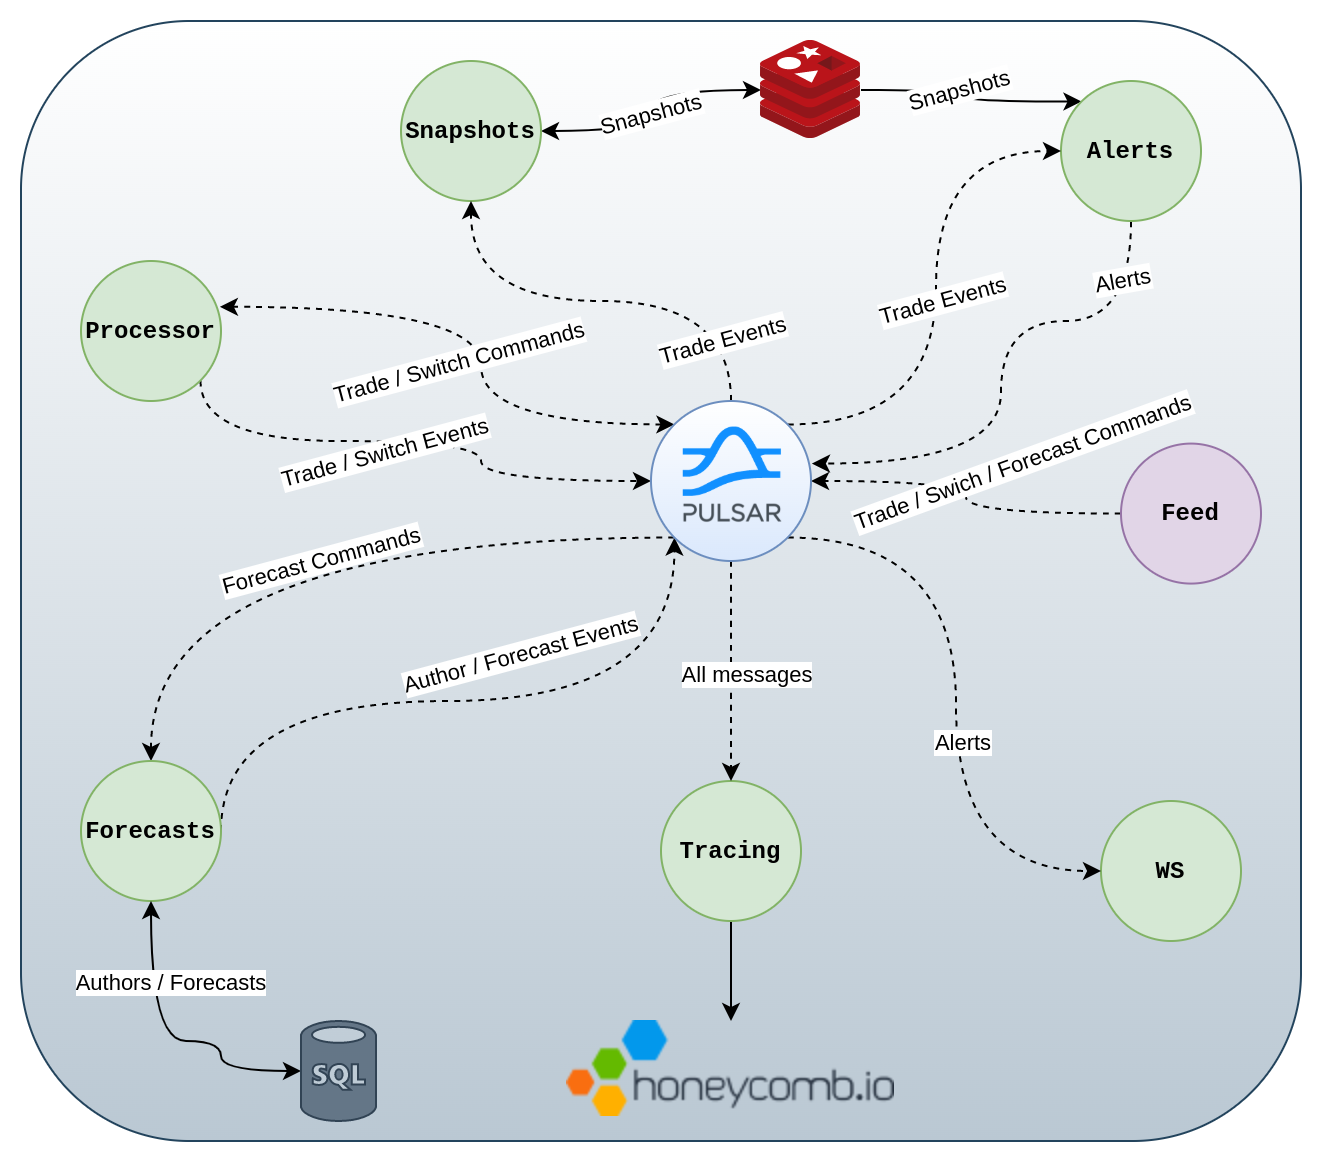 Snapshots
Snapshots
Snapshots
Alerts
Processor
Trade / Switch Commands
Trade Events
Trade Events
Alerts
Trade / Switch Events
Trade / Swich / Forecast Commands
PULSAR
Feed
Forecast Commands
Author / Forecast Events
All messages
Alerts
Forecasts
Tracing
WS
Authors / Forecasts
SQL
honeycomb.io